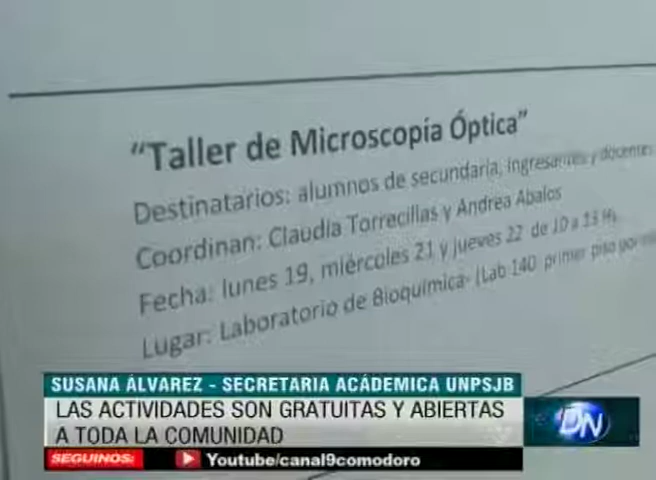 “Taller de Microscopía Óptica”
Destinatarios: alumnos de secundaria, ingresantes y docentes
Coordinan: Claudia Torrecillas y Andrea Abalos
Fecha: lunes 19, miércoles 21 y jueves 22 de 10 a 13 Hs
Lugar: Laboratorio de Bioquímica- (Lab 140 primer piso por
SUSANA ÁLVAREZ - SECRETARIA ACÁDEMICA UNPSJB
LAS ACTIVIDADES SON GRATUITAS Y ABIERTAS
A TODA LA COMUNIDAD
DN
SEGUINOS: Youtube/canal9comodoro